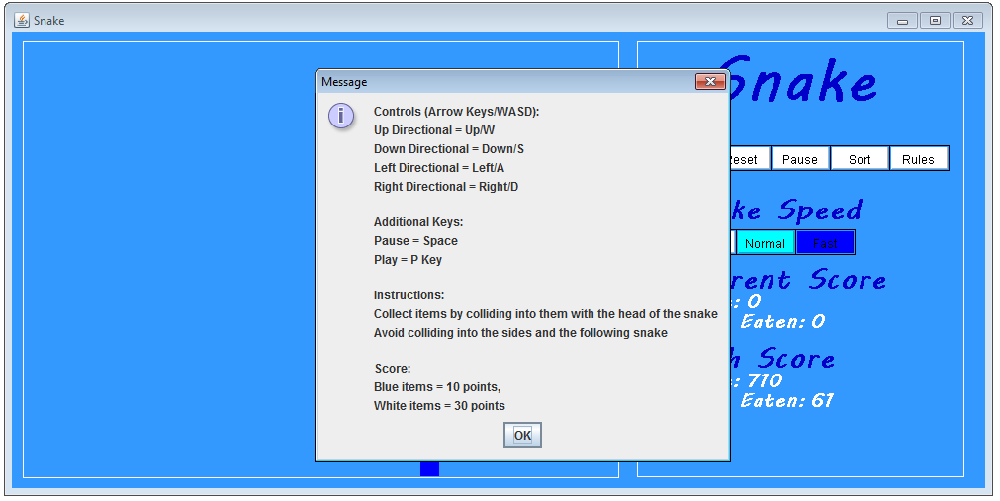 Snake
Message
Controls (Arrow Keys/WASD):
Up Directional = Up/W
Down Directional = Down/S
Left Directional = Left/A
Right Directional = Right/D
Additional Keys:
Pause = Space
Play = P Key
Instructions:
Collect items by colliding into them with the head of the snake
Avoid colliding into the sides and the following snake
Score:
Blue items = 10 points,
White items = 30 points
OK
Snake
eset Pause Sort Rules
ke Speed
Normal Fast
rent Score
: 0
Eaten: 0
h Score
: 710
Eaten: 61